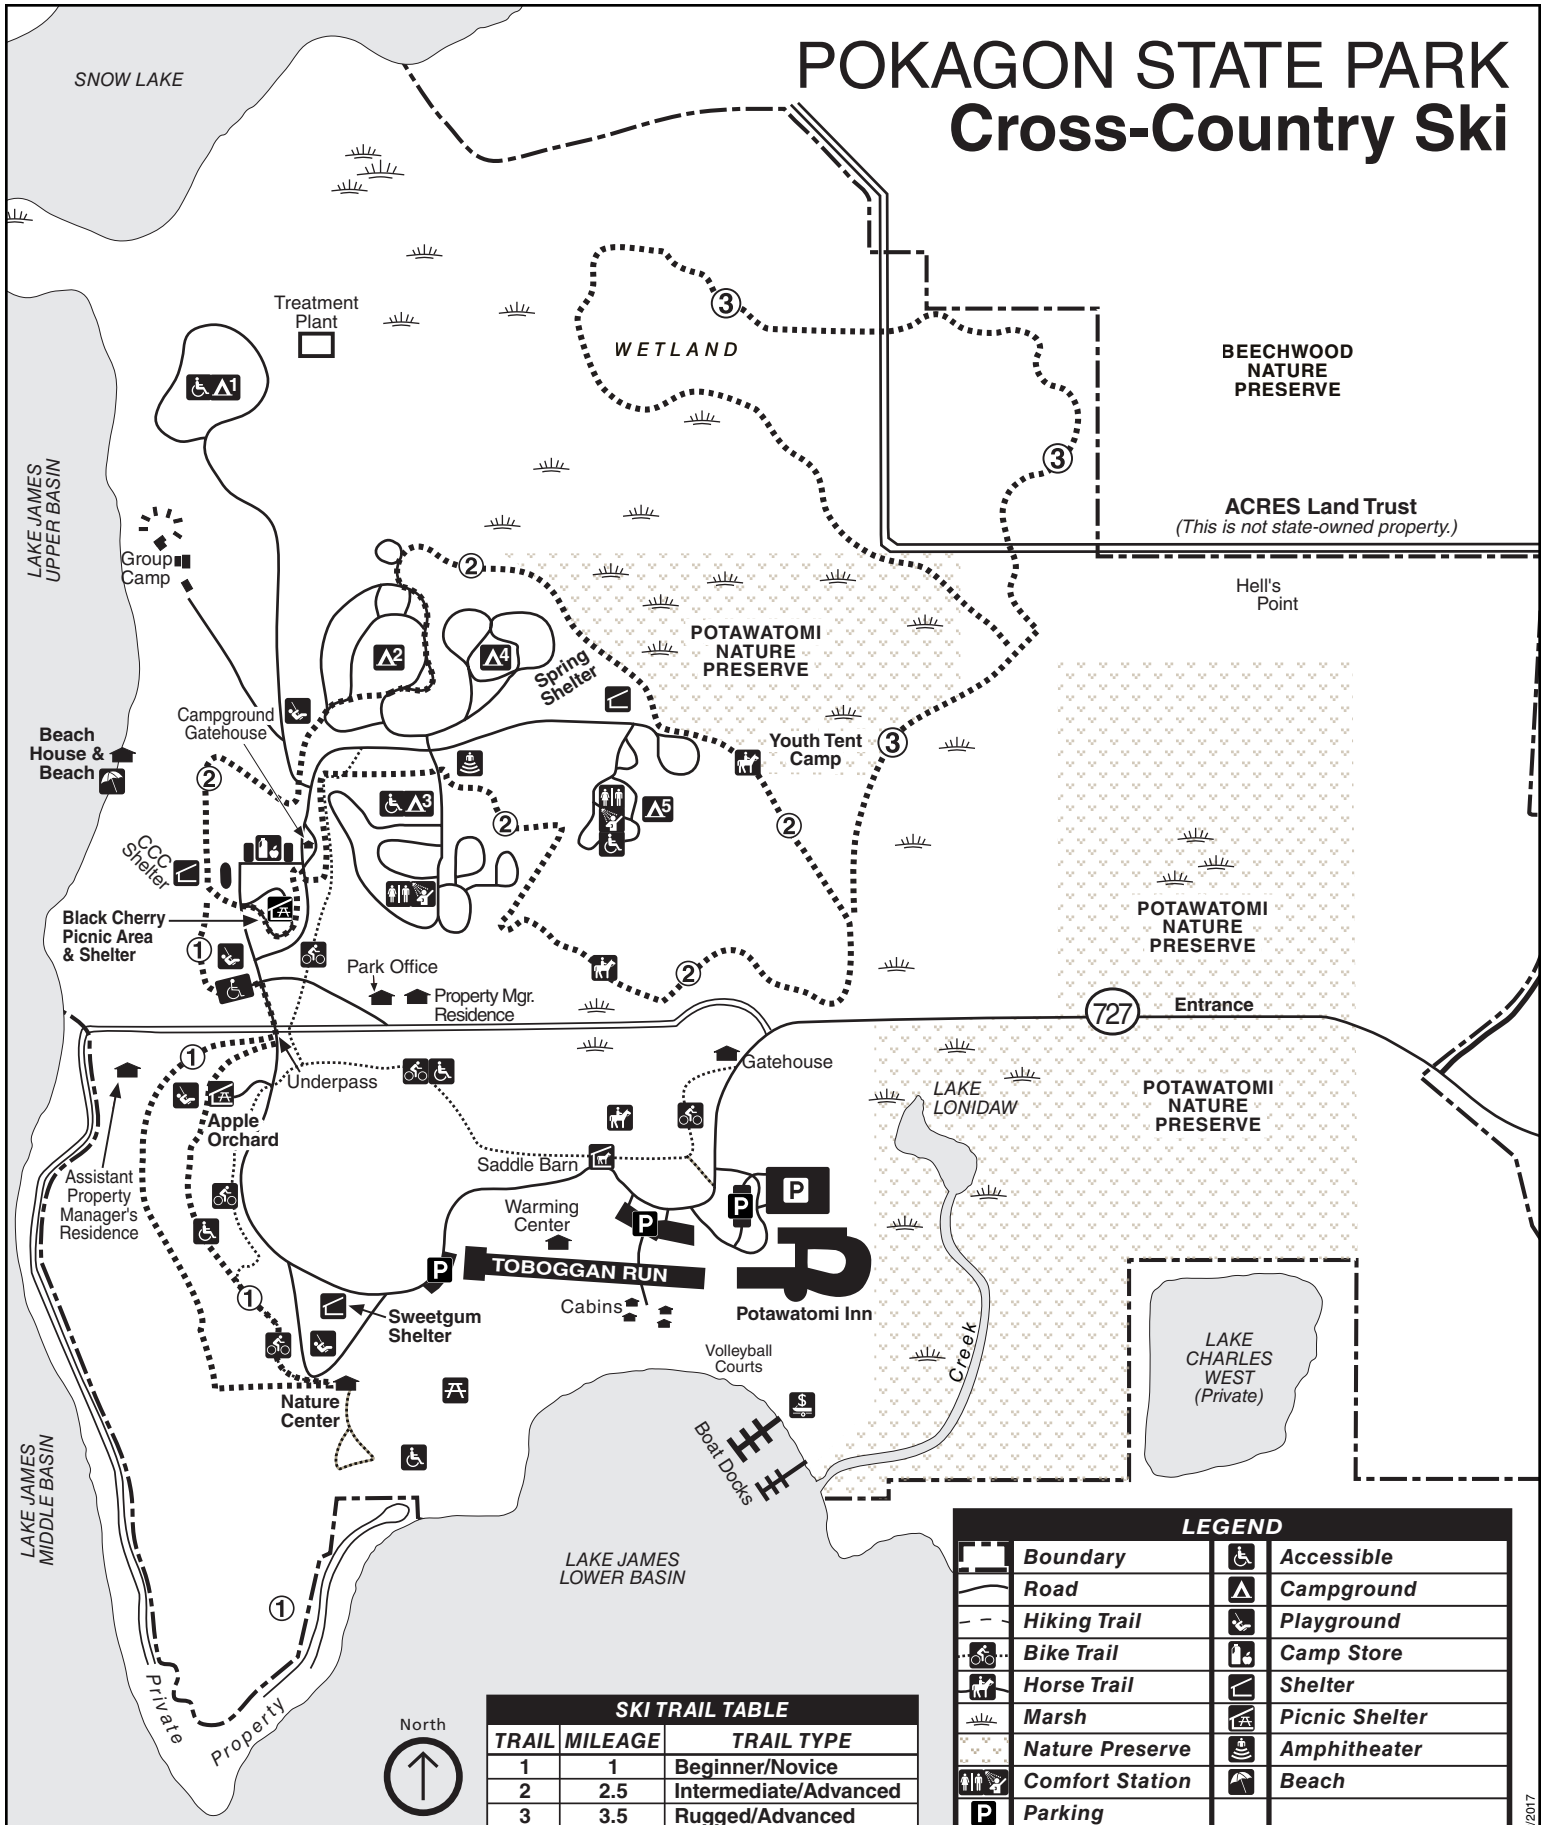 POKAGON STATE PARK
Cross-Country Ski
SNOW LAKE
Treatment
Plant
3
WETLAND
BEECHWOOD
NATURE
PRESERVE
1
LAKE JAMES
UPPER BASIN
3
ACRES Land Trust
(This is not state-owned property.)
Group
Camp
2
Hell's
Point
POTAWATOMI
NATURE
PRESERVE
2
4
Spring
Shelter
Campground
Gatehouse
Beach
House &
Beach
Youth Tent
Camp
3
2
3
5
2
2
CCC
Shelter
Black Cherry
Picnic Area
& Shelter
POTAWATOMI
NATURE
PRESERVE
1
Park Office
Property Mgr.
Residence
2
727
Entrance
1
Underpass
Gatehouse
LAKE
LONIDAW
POTAWATOMI
NATURE
PRESERVE
Apple
Orchard
Assistant
Property
Manager's
Residence
Saddle Barn
Warming
Center
P
P
P
P
TOBOGGAN RUN
1
Cabins
Potawatomi Inn
Sweetgum
Shelter
Creek
Volleyball
Courts
LAKE
CHARLES
WEST
(Private)
Nature
Center
$
Boat Docks
LAKE JAMES
MIDDLE BASIN
LAKE JAMES
LOWER BASIN
1
Private
Property
North
SKI TRAIL TABLE
TRAIL MILEAGE TRAIL TYPE
1 1 Beginner/Novice
2 2.5 Intermediate/Advanced
3 3.5 Rugged/Advanced
LEGEND
Boundary Accessible
Road Campground
Hiking Trail Playground
Bike Trail Camp Store
Horse Trail Shelter
Marsh Picnic Shelter
Nature Preserve Amphitheater
Comfort Station Beach
P Parking
/2017